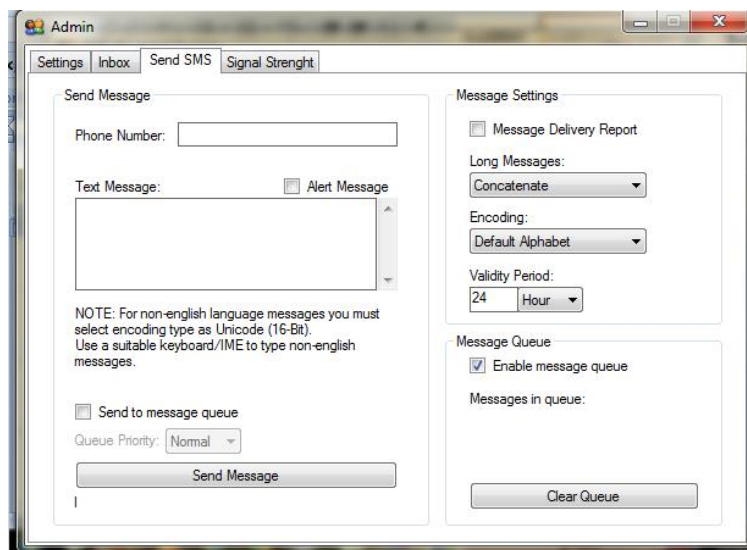 Admin
Settings Inbox Send SMS Signal Strenght
Send Message
Phone Number:
Text Message: Alert Message
NOTE: For non-english language messages you must
select encoding type as Unicode (16-Bit).
Use a suitable keyboard/IME to type non-english
messages.
Send to message queue
Queue Priority: Normal
Send Message
Message Settings
Message Delivery Report
Long Messages:
Concatenate
Encoding:
Default Alphabet
Validity Period:
24 Hour
Message Queue
Enable message queue
Messages in queue:
Clear Queue